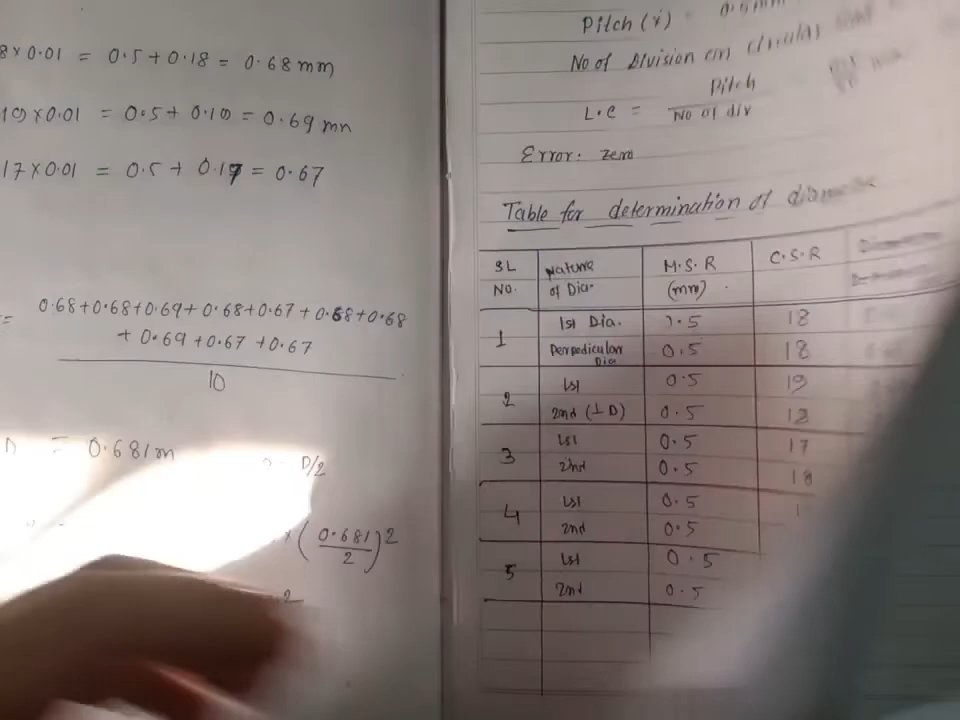 8×0.01 = 0.5+0.18 = 0.68 mm
19×0.01 = 0.5+ 0.19 = 0.69 mn
17×0.01 = 0.5+ 0.17 = 0.67
= 0.68+0.68+0.69+0.68+0.67+0.68+0.68
+ 0.69+0.67+0.67
10
D = 0.681m
D/2
×(0.681/2)2
2
Pitch (i) =
No of Division on circular
L.C = Pitch
No of div
Error: zero
Table for determination of
SL NO. Nature of Dia. M.S.R (mm) C.S.R
1 1st Dia. 0.5 18
Perpedicular Dia 0.5 18
2 1st 0.5 19
2nd (⊥D) 0.5 18
3 1st 0.5 17
2nd 0.5 18
4 1st 0.5
2nd 0.5
5 1st 0.5
2nd 0.5